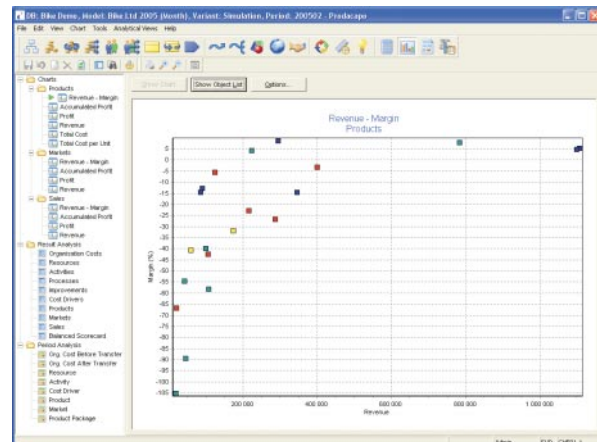 DB: Bike Demo, Model: Bike Ltd 2005 (Month), Variant: Simulation, Period: 200502 - Prodacapo
File Edit View Chart Tools Analytical Views Help
Show Chart Show Object List Options...
Charts
Products
Revenue - Margin
Accumulated Profit
Profit
Revenue
Total Cost
Total Cost per Unit
Markets
Revenue - Margin
Accumulated Profit
Profit
Revenue
Sales
Revenue - Margin
Accumulated Profit
Profit
Revenue
Result Analysis
Organisation Costs
Resources
Activities
Processes
Improvements
Cost Drivers
Products
Markets
Sales
Balanced Scorecard
Period Analysis
Org. Cost Before Transfer
Org. Cost After Transfer
Resource
Activity
Cost Driver
Product
Market
Product Package
Revenue - Margin
Products
Margin (%)
5
0
-5
-10
-15
-20
-25
-30
-35
-40
-45
-50
-55
-60
-65
-70
-75
-80
-85
-90
-95
-100
-105
200 000 400 000 600 000 800 000 1 000 000
Revenue